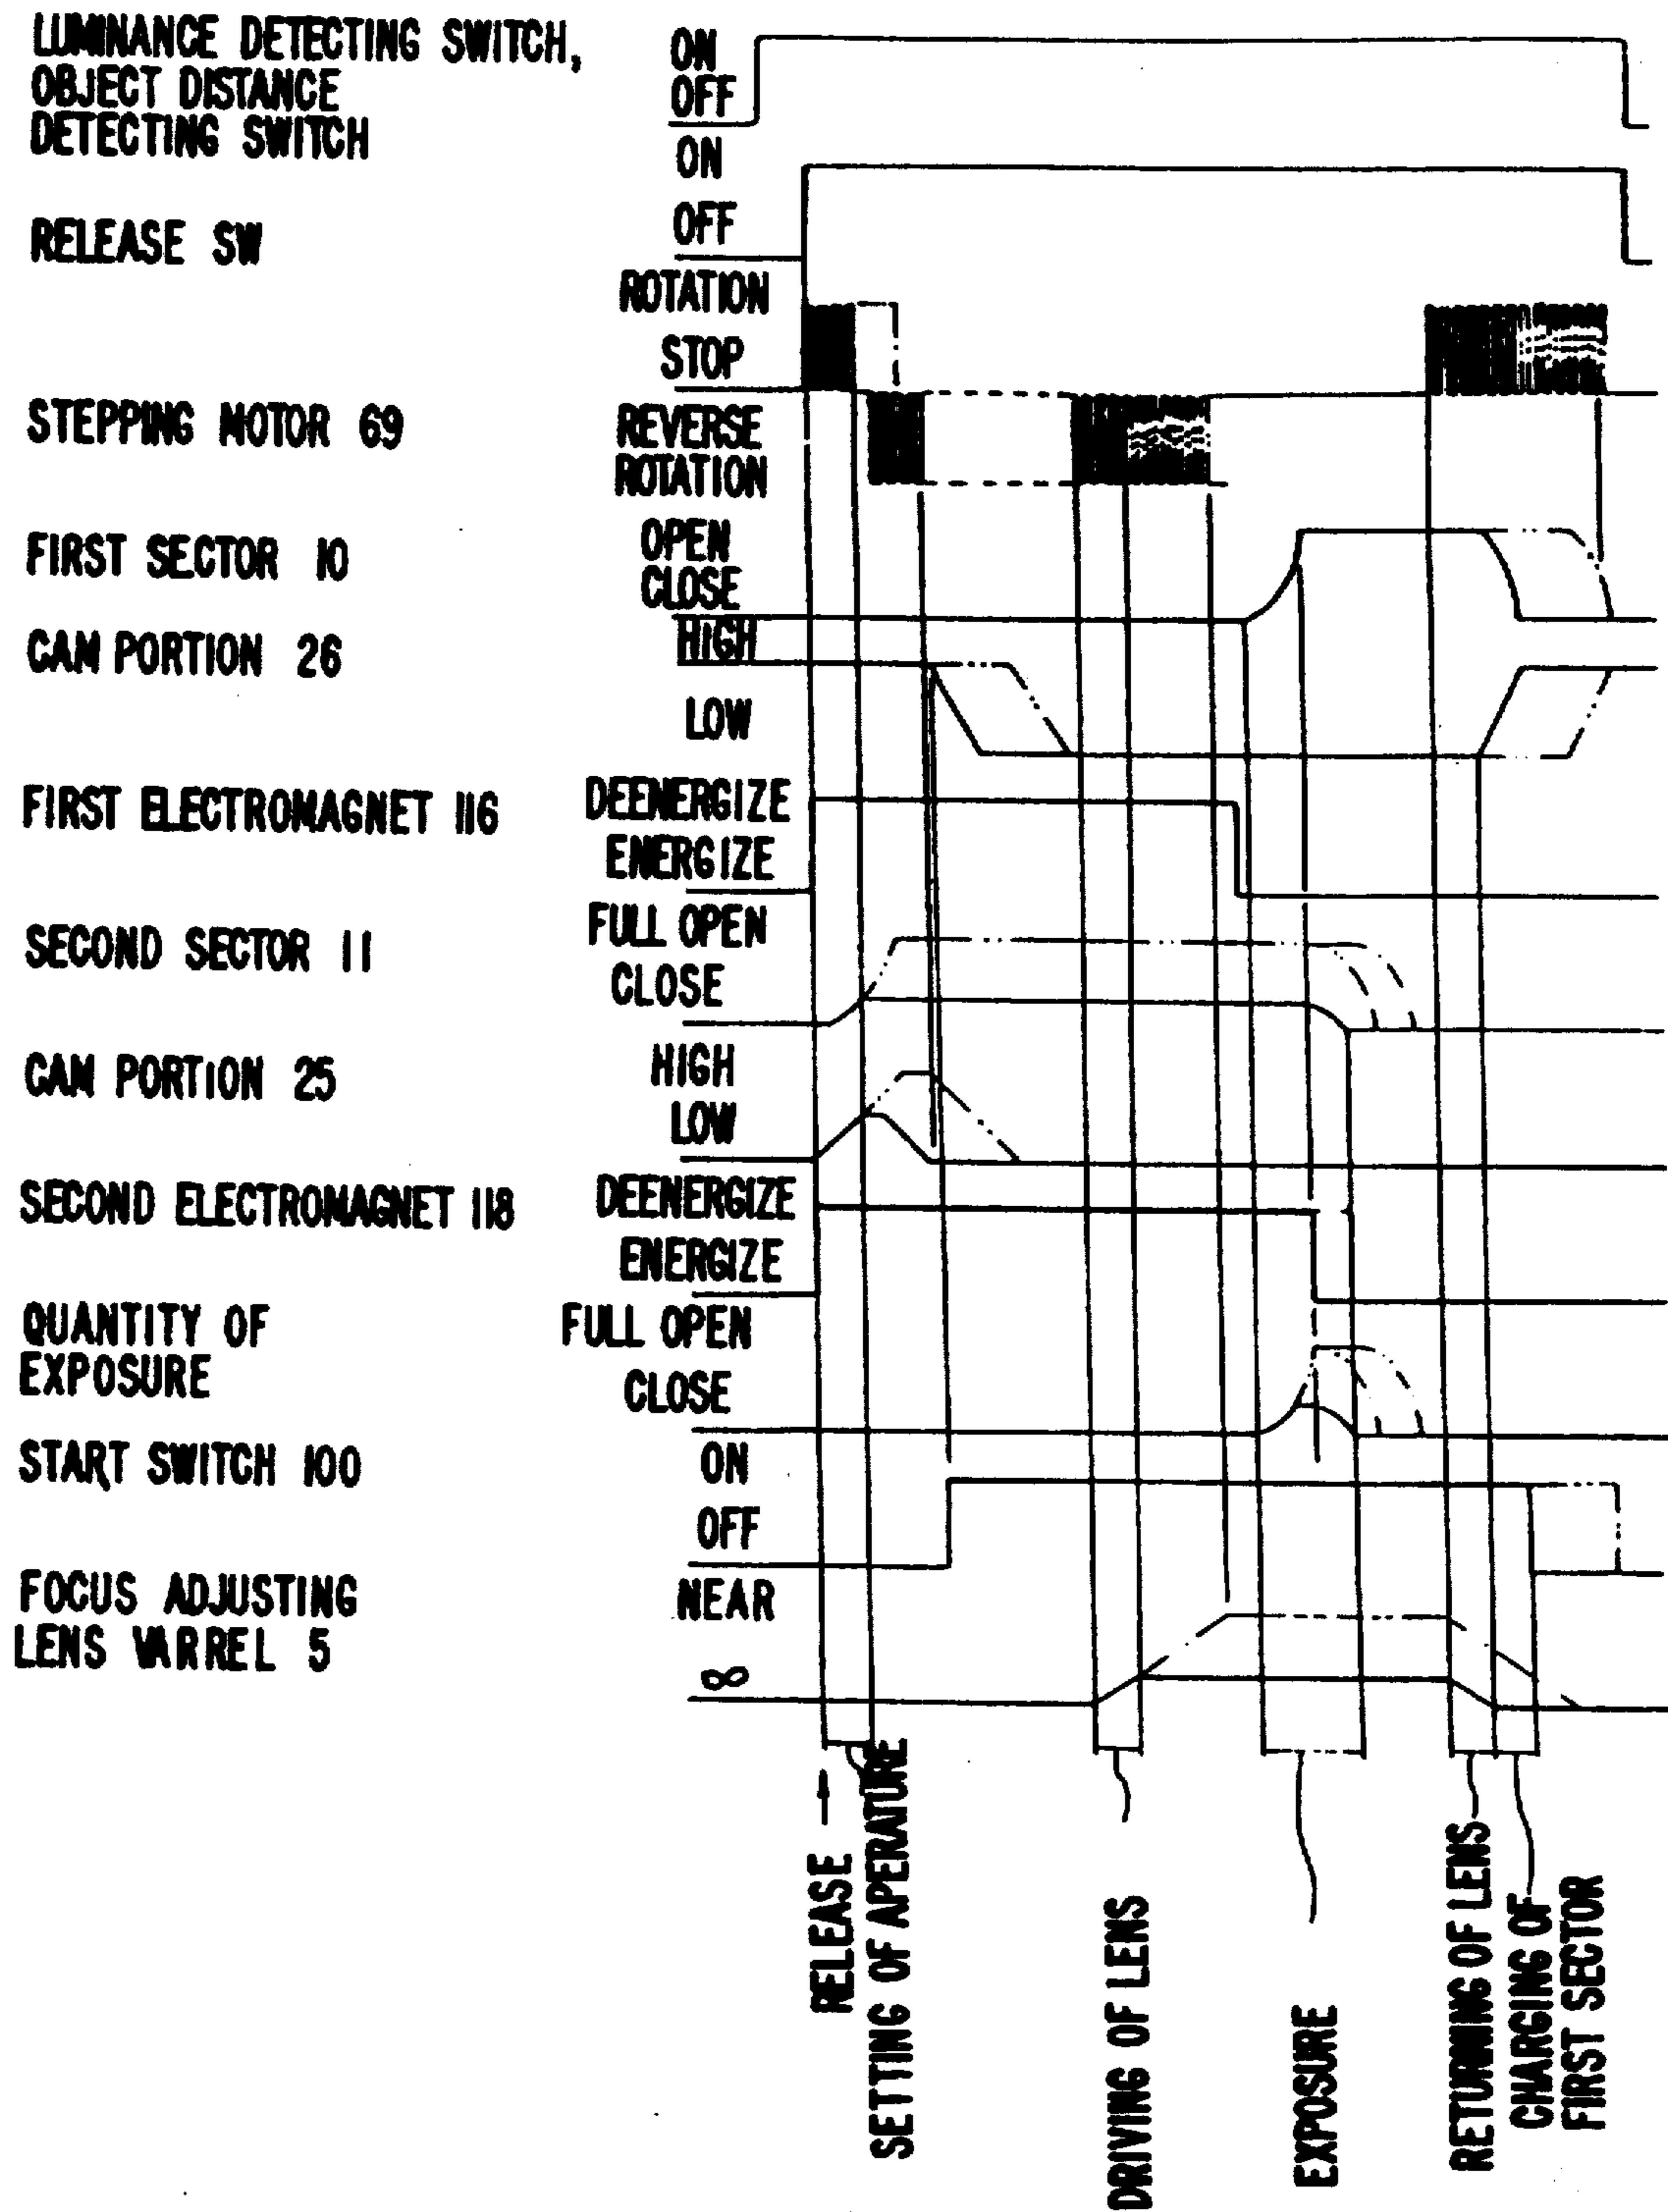 LUMINANCE DETECTING SWITCH,
OBJECT DISTANCE
DETECTING SWITCH
ON
OFF
RELEASE SW
ON
OFF
STEPPING MOTOR 69
ROTATION
STOP
REVERSE
ROTATION
FIRST SECTOR 10
OPEN
CLOSE
CAM PORTION 26
HIGH
LOW
FIRST ELECTROMAGNET 116
DEENERGIZE
ENERGIZE
SECOND SECTOR 11
FULL OPEN
CLOSE
CAM PORTION 25
HIGH
LOW
SECOND ELECTROMAGNET 118
DEENERGIZE
ENERGIZE
QUANTITY OF
EXPOSURE
FULL OPEN
CLOSE
START SWITCH 100
ON
OFF
FOCUS ADJUSTING
LENS VARREL 5
NEAR
∞
RELEASE
SETTING OF APERATURE
DRIVING OF LENS
EXPOSURE
RETURNING OF LENS
CHARGING OF
FIRST SECTOR